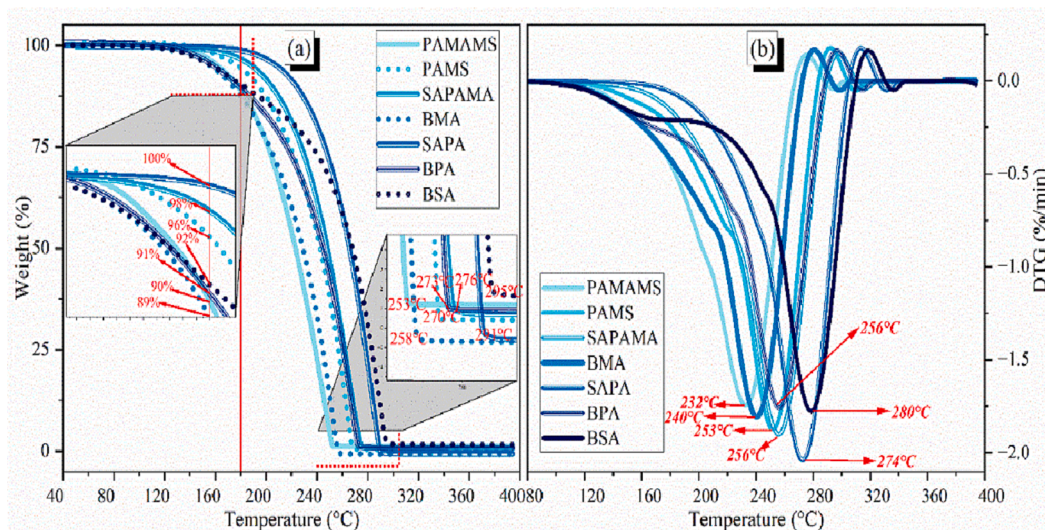 (a)
100
75
50
25
0
Weight (%)
40
80
120
160
200
240
280
320
360
400
Temperature (°C)
PAMAMS
PAMS
SAPAMA
BMA
SAPA
BPA
BSA
100%
98%
96%
92%
91%
90%
89%
253°C
258°C
270°C
276°C
295°C
(b)
0.0
−0.5
−1.0
−1.5
−2.0
DTG (%/min)
80
120
160
200
240
280
320
360
400
Temperature (°C)
PAMAMS
PAMS
SAPAMA
BMA
SAPA
BPA
BSA
256°C
232°C
240°C
253°C
256°C
280°C
274°C